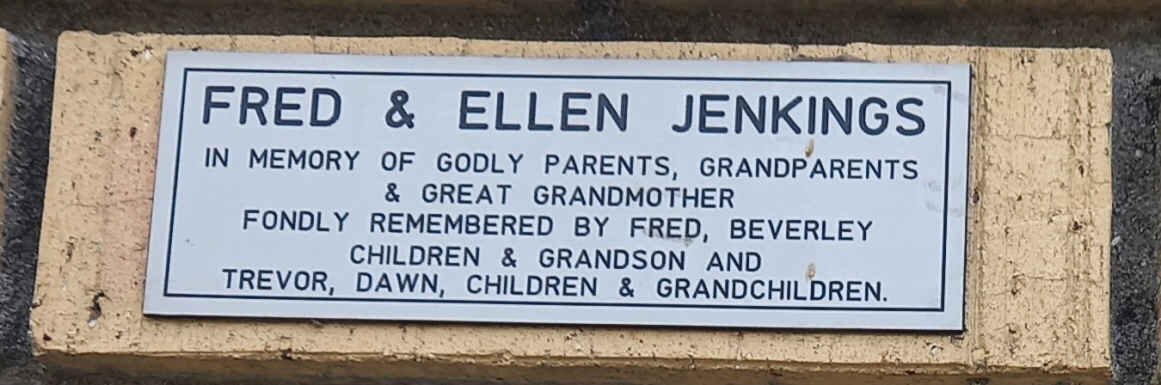 FRED & ELLEN JENKINGS
IN MEMORY OF GODLY PARENTS, GRANDPARENTS
& GREAT GRANDMOTHER
FONDLY REMEMBERED BY FRED, BEVERLEY
CHILDREN & GRANDSON AND
TREVOR, DAWN, CHILDREN & GRANDCHILDREN.